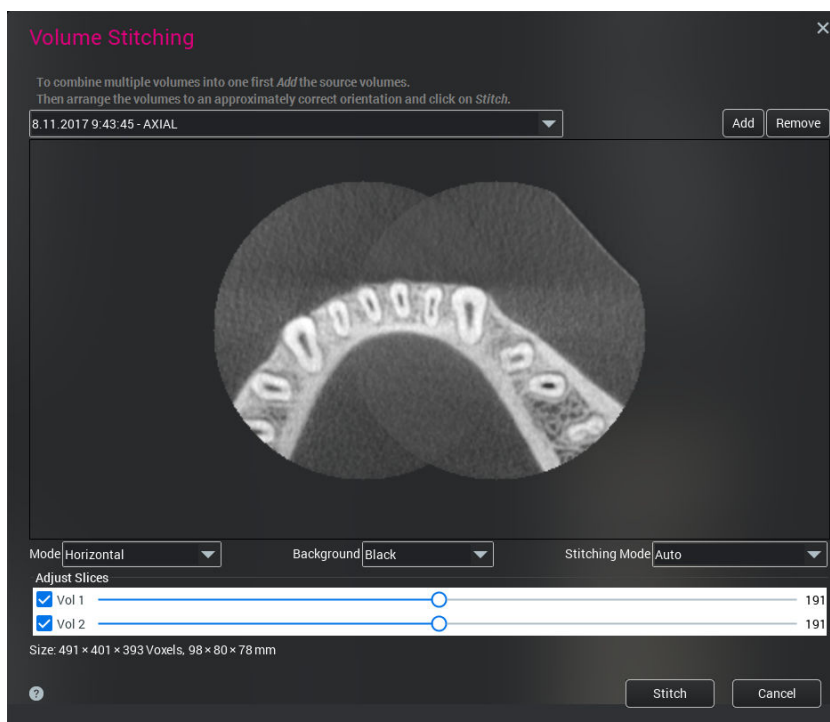 Volume Stitching
To combine multiple volumes into one first Add the source volumes.
Then arrange the volumes to an approximately correct orientation and click on Stitch.
8.11.2017 9:43:45 - AXIAL
Add Remove
Mode Horizontal Background Black Stitching Mode Auto
Adjust Slices
Vol 1 191
Vol 2 191
Size: 491 × 401 × 393 Voxels, 98 × 80 × 78 mm
? Stitch Cancel